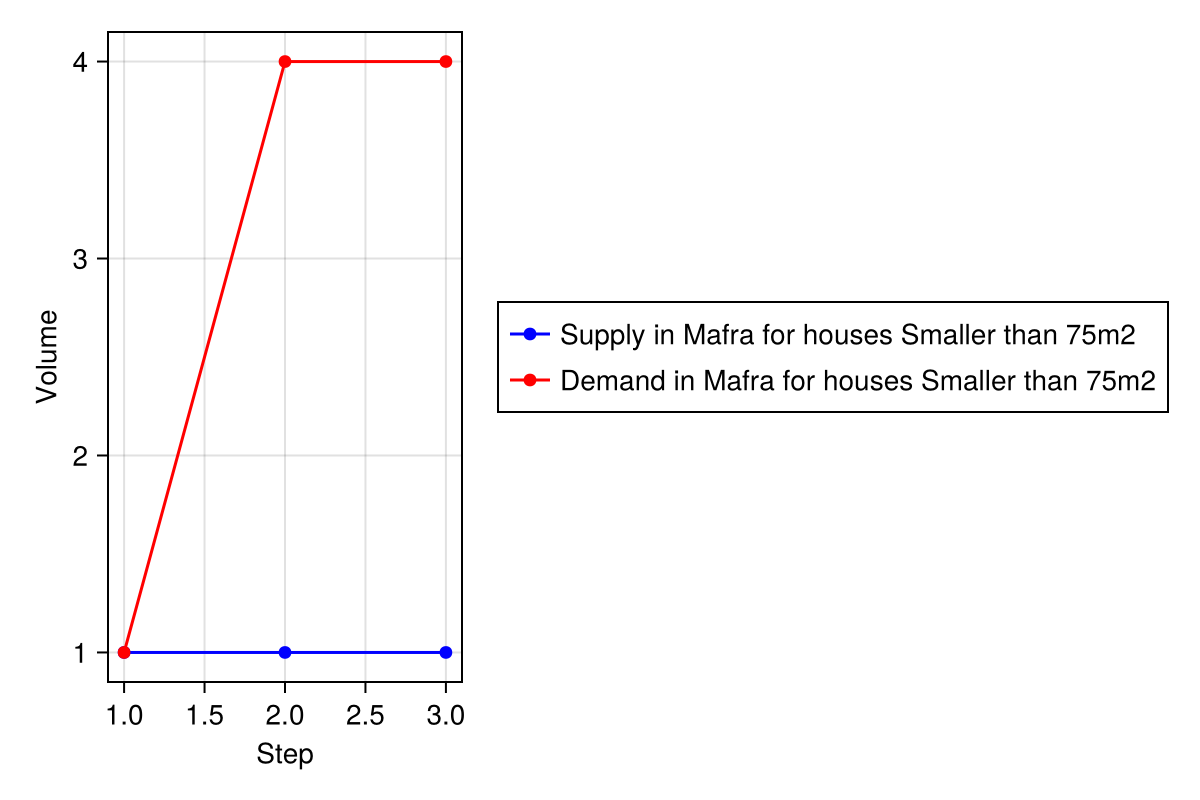 4
3
2
1
Volume
1.0 1.5 2.0 2.5 3.0
Step
Supply in Mafra for houses Smaller than 75m2
Demand in Mafra for houses Smaller than 75m2